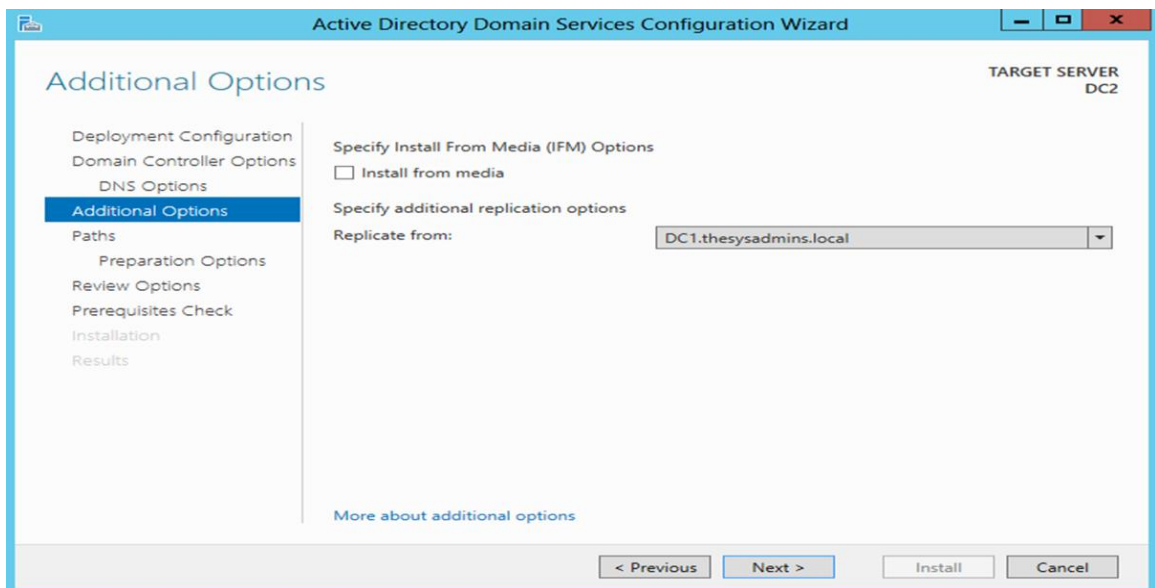 Active Directory Domain Services Configuration Wizard
Additional Options
TARGET SERVER
DC2
Deployment Configuration
Domain Controller Options
DNS Options
Additional Options
Paths
Preparation Options
Review Options
Prerequisites Check
Installation
Results
Specify Install From Media (IFM) Options
Install from media
Specify additional replication options
Replicate from: DC1.thesysadmins.local
More about additional options
< Previous Next > Install Cancel